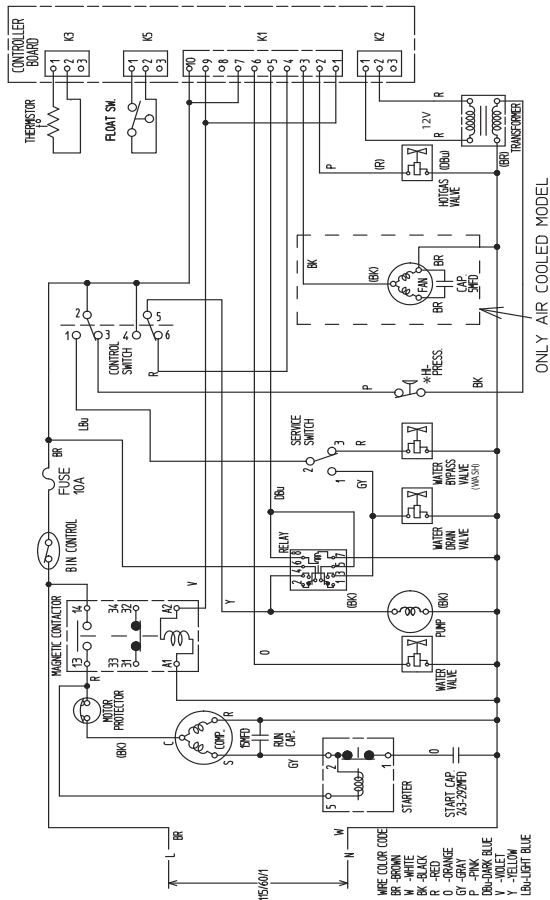 CONTROLLER
BOARD
K3
1
2
3
K5
1
2
3
K1
10
9
8
7
6
5
4
3
2
1
K2
1
2
3
THERMISTOR
t°
FLOAT SW.
12V
R
R
TRANSFORMER
(BR)
P
(R)
(DBu)
HOTGAS
VALVE
BK
(BK)
FAN
BR
BR
CAP.
5MFD
ONLY AIR COOLED MODEL
CONTROL
SWITCH
1
2
3
4
5
6
R
LBu
P
*HI-
PRESS.
BK
BR
FUSE
10A
BIN CONTROL
SERVICE
SWITCH
2
3
1
R
GY
WATER
BYPASS
VALVE
(WASH)
WATER
DRAIN
VALVE
DBu
RELAY
2
4
6
8
1
3
5
7
V
Y
O
(BK)
(BK)
PUMP
WATER
VALVE
MAGNETIC CONTACTOR
13
14
33
34
31
32
A1
A2
R
MOTOR
PROTECTOR
(BK)
C
COMP.
S
R
15MFD
RUN
CAP.
GY
5
2
1
STARTER
O
START CAP.
243-292MFD
L
BR
115/60/1
N
W
WIRE COLOR CODE
BR -BROWN
W -WHITE
BK -BLACK
R -RED
O -ORANGE
GY -GRAY
P -PINK
DBu-DARK BLUE
V -VIOLET
Y -YELLOW
LBu-LIGHT BLUE